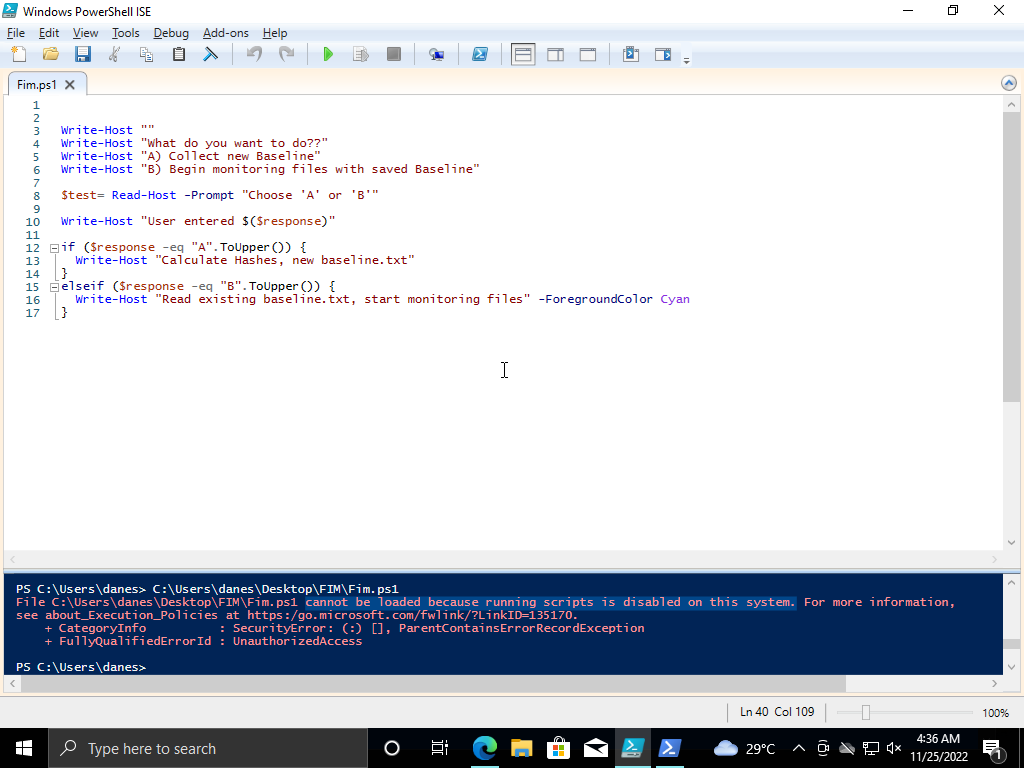 Windows PowerShell ISE
File Edit View Tools Debug Add-ons Help
Fim.ps1
1
2
3 Write-Host ""
4 Write-Host "What do you want to do??"
5 Write-Host "A) Collect new Baseline"
6 Write-Host "B) Begin monitoring files with saved Baseline"
7
8 $test= Read-Host -Prompt "Choose 'A' or 'B'"
9
10 Write-Host "User entered $($response)"
11
12 if ($response -eq "A".ToUpper()) {
13 Write-Host "Calculate Hashes, new baseline.txt"
14 }
15 elseif ($response -eq "B".ToUpper()) {
16 Write-Host "Read existing baseline.txt, start monitoring files" -ForegroundColor Cyan
17 }
PS C:\Users\danes> C:\Users\danes\Desktop\FIM\Fim.ps1
File C:\Users\danes\Desktop\FIM\Fim.ps1 cannot be loaded because running scripts is disabled on this system. For more information,
see about_Execution_Policies at https:/go.microsoft.com/fwlink/?LinkID=135170.
+ CategoryInfo : SecurityError: (:) [], ParentContainsErrorRecordException
+ FullyQualifiedErrorId : UnauthorizedAccess
PS C:\Users\danes>
Ln 40 Col 109 100%
Type here to search
29°C
4:36 AM
11/25/2022
1